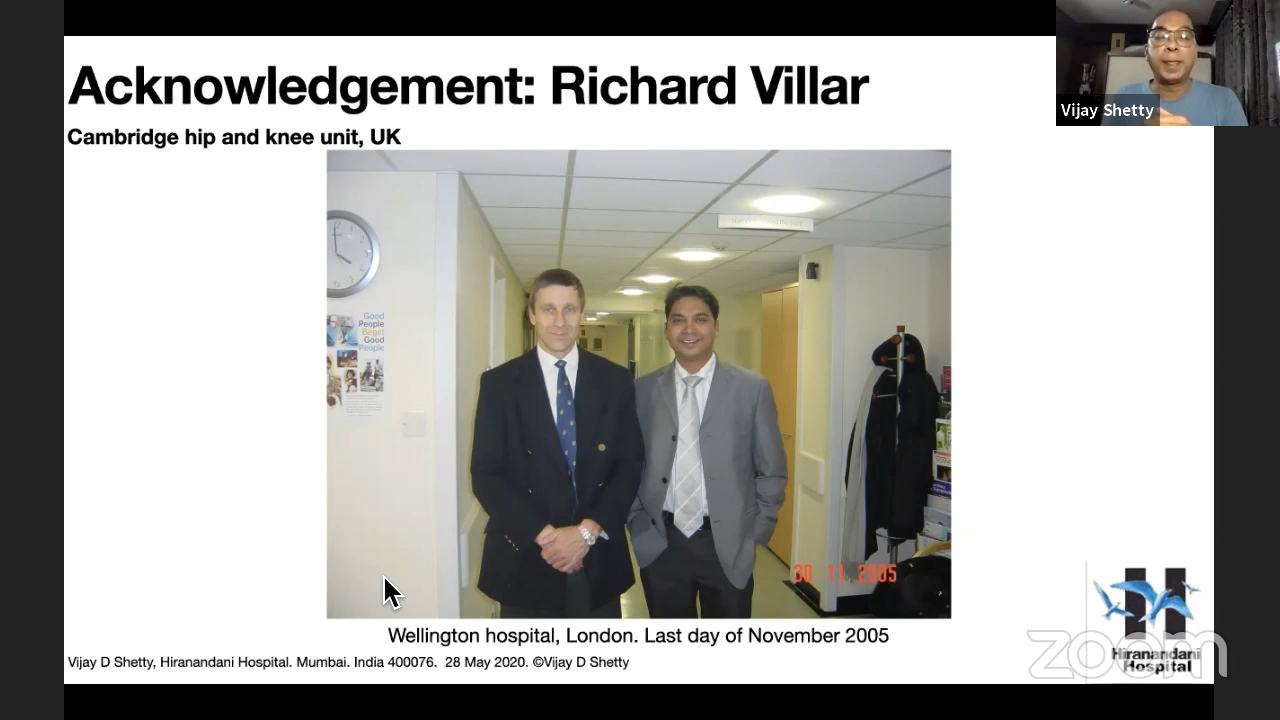 Acknowledgement: Richard Villar
Cambridge hip and knee unit, UK
Vijay Shetty
Good
People
Beget
Good
People
30 11 2005
Wellington hospital, London. Last day of November 2005
Vijay D Shetty, Hiranandani Hospital. Mumbai. India 400076. 28 May 2020. ©Vijay D Shetty
zoom
Hiranandani
Hospital